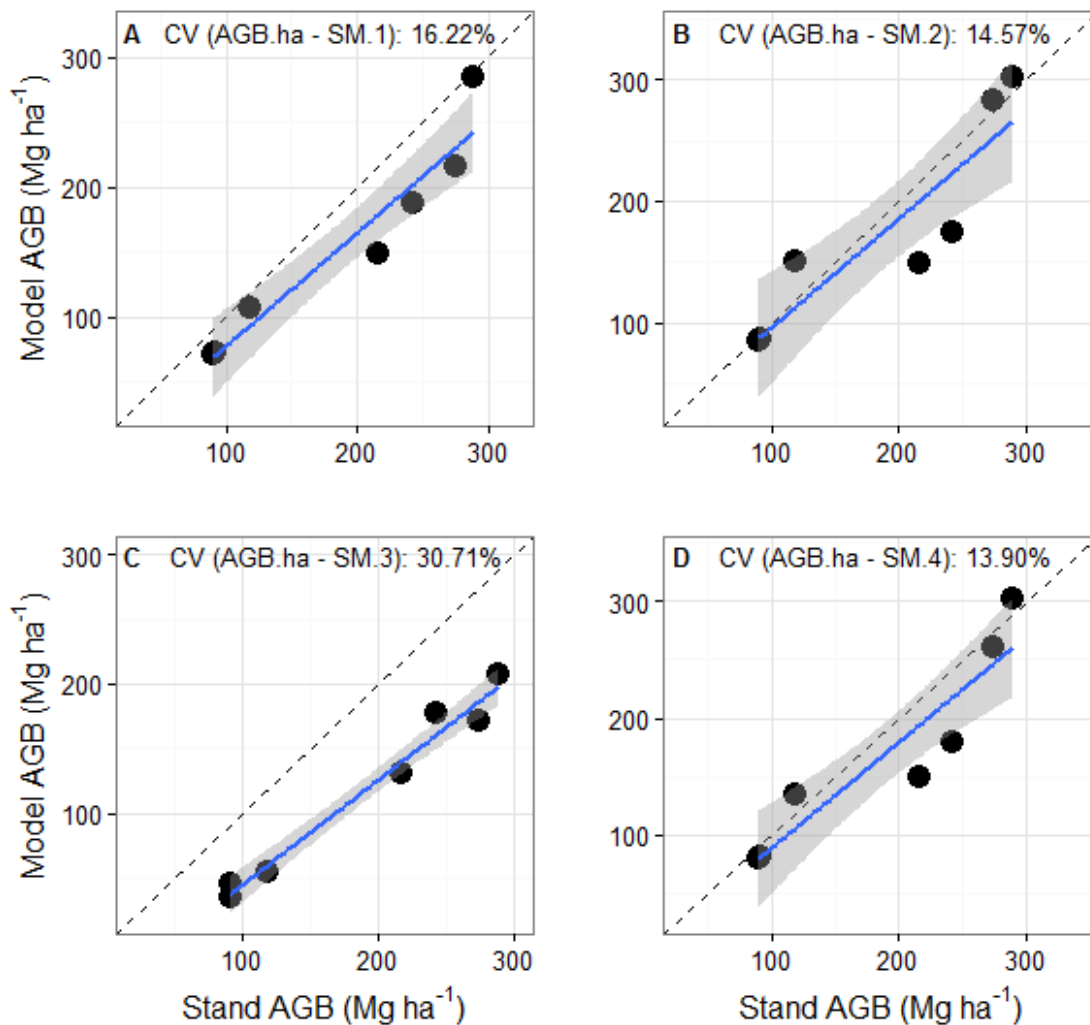 A CV (AGB.ha - SM.1): 16.22%
300
200
100
100 200 300
Model AGB (Mg ha⁻¹)
B CV (AGB.ha - SM.2): 14.57%
300
200
100
100 200 300
C CV (AGB.ha - SM.3): 30.71%
300
200
100
100 200 300
Model AGB (Mg ha⁻¹)
Stand AGB (Mg ha⁻¹)
D CV (AGB.ha - SM.4): 13.90%
300
200
100
100 200 300
Stand AGB (Mg ha⁻¹)